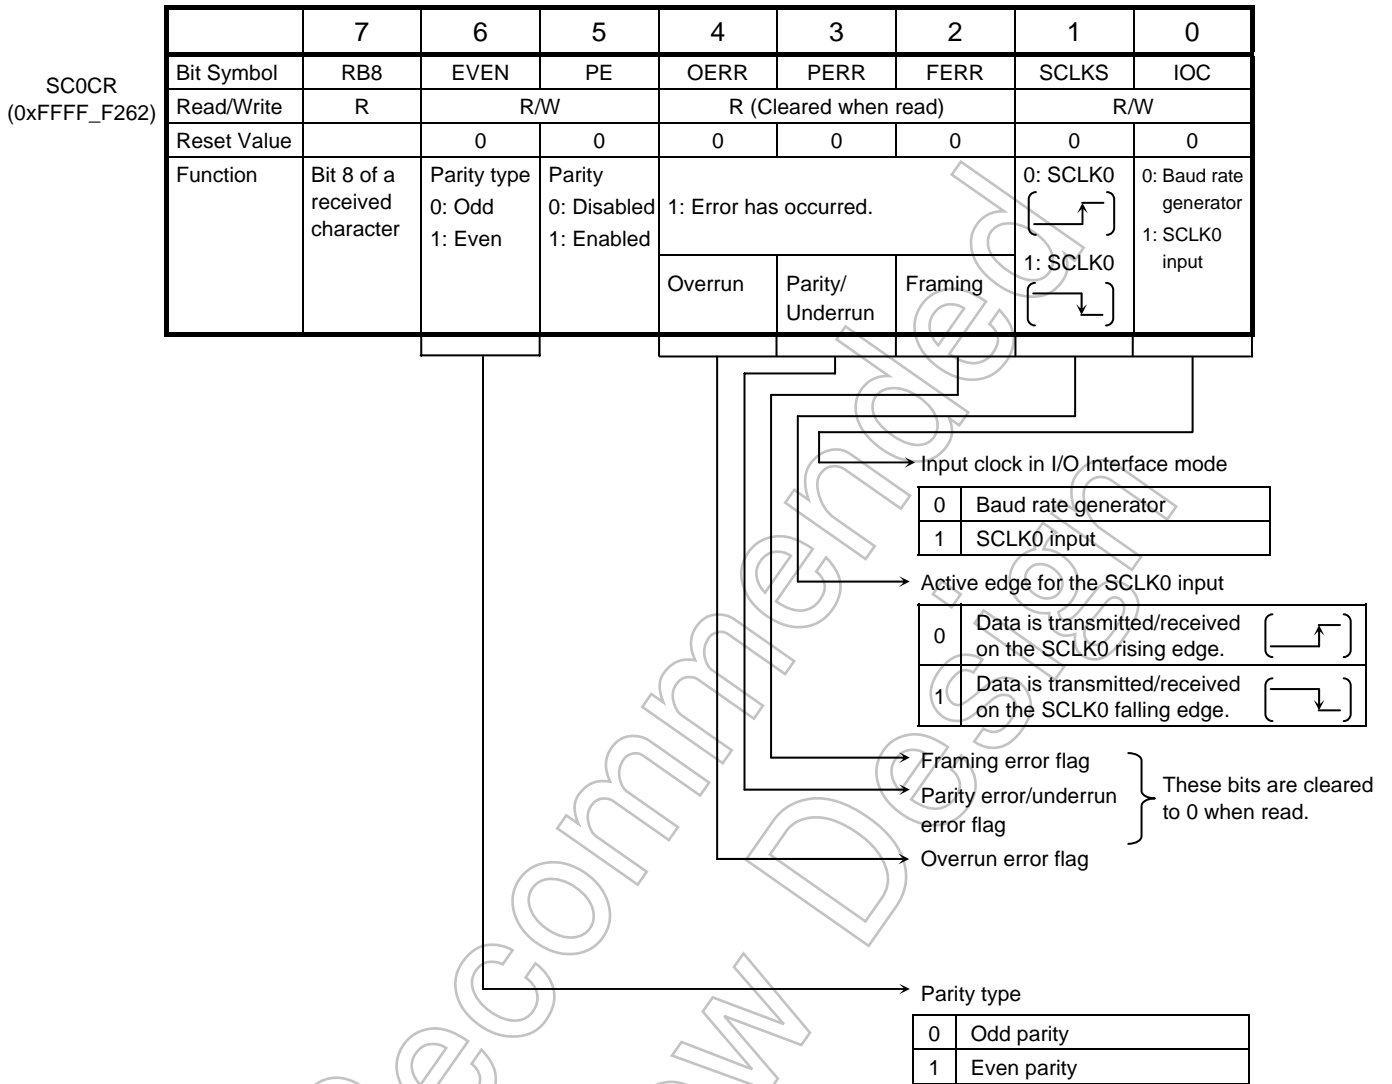 7 6 5 4 3 2 1 0
SC0CR
(0xFFFF_F262)
Bit Symbol RB8 EVEN PE OERR PERR FERR SCLKS IOC
Read/Write R R/W R (Cleared when read) R/W
Reset Value 0 0 0 0 0 0 0
Function
Bit 8 of a
received
character
Parity type
0: Odd
1: Even
Parity
0: Disabled
1: Enabled
1: Error has occurred.
Overrun
Parity/
Underrun
Framing
0: SCLK0
1: SCLK0
0: Baud rate
generator
1: SCLK0
input
Input clock in I/O Interface mode
0 Baud rate generator
1 SCLK0 input
Active edge for the SCLK0 input
0 Data is transmitted/received
on the SCLK0 rising edge.
1 Data is transmitted/received
on the SCLK0 falling edge.
Framing error flag
Parity error/underrun
error flag
Overrun error flag
These bits are cleared
to 0 when read.
Parity type
0 Odd parity
1 Even parity
ecommended
w Design